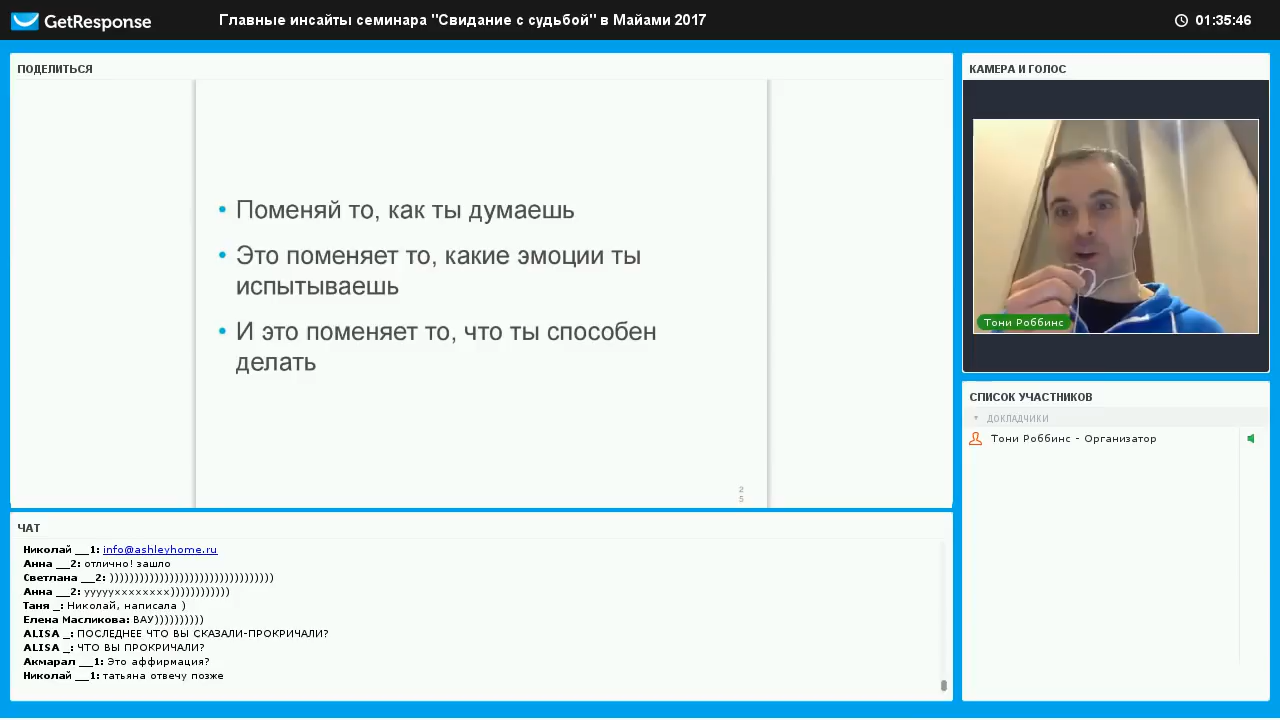 GetResponse
Главные инсайты семинара "Свидание с судьбой" в Майами 2017
01:35:46
ПОДЕЛИТЬСЯ
• Поменяй то, как ты думаешь
• Это поменяет то, какие эмоции ты
испытываешь
• И это поменяет то, что ты способен
делать
2
5
КАМЕРА И ГОЛОС
Тони Роббинс
СПИСОК УЧАСТНИКОВ
ДОКЛАДЧИКИ
Тони Роббинс - Организатор
ЧАТ
Николай __1: info@ashleyhome.ru
Анна __2: отлично! зашло
Светлана __2: )))))))))))))))))))))))))))))))))
Анна __2: yyyyyxxxxxxxx))))))))))))
Таня _: Николай, написала )
Елена Масликова: ВАУ))))))))))
ALISA _: ПОСЛЕДНЕЕ ЧТО ВЫ СКАЗАЛИ-ПРОКРИЧАЛИ?
ALISA _: ЧТО ВЫ ПРОКРИЧАЛИ?
Акмарал __1: Это аффирмация?
Николай __1: татьяна отвечу позже